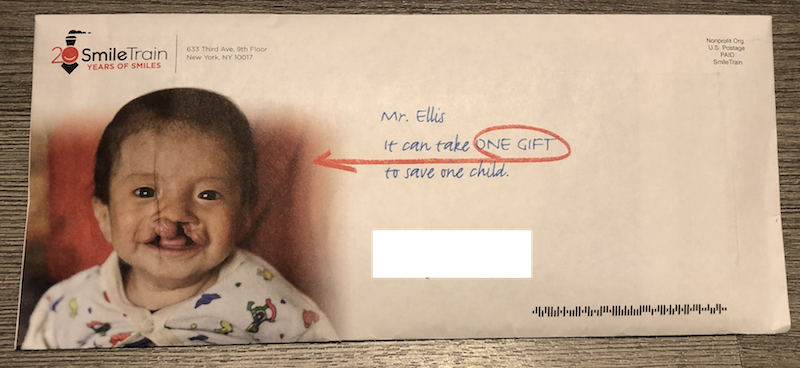 20 SmileTrain
YEARS OF SMILES
633 Third Ave, 9th Floor
New York, NY 10017
Nonprofit Org.
U.S. Postage
PAID
SmileTrain
Mr. Ellis
It can take ONE GIFT
to save one child.